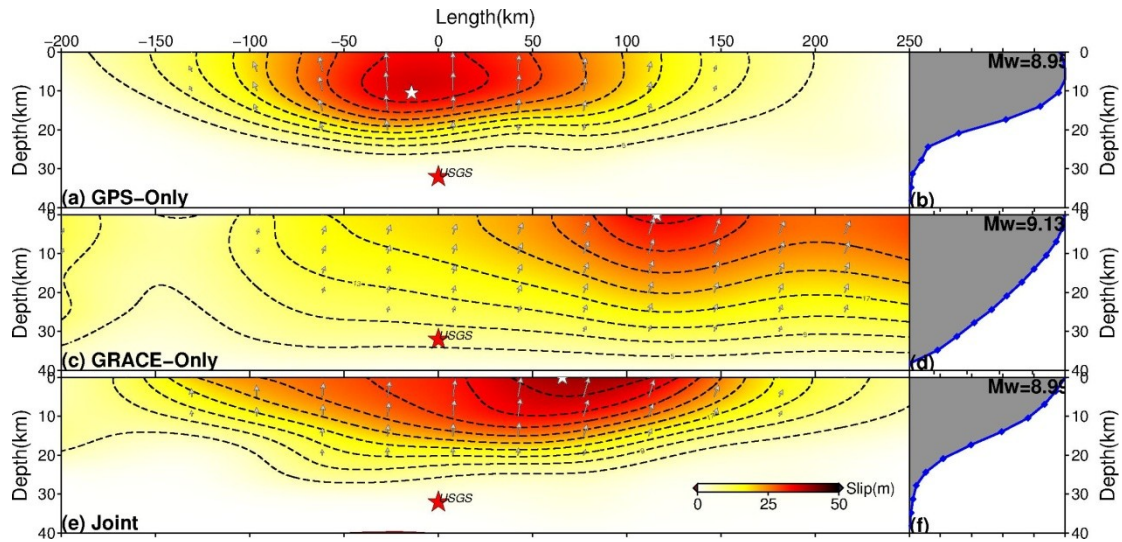 Length(km)
-200 -150 -100 -50 0 50 100 150 200 250
0 10 20 30 40
Depth(km)
USGS
(a) GPS-Only
(b)
Mw=8.95
0 10 20 30 40
Depth(km)
0 10 20 30 40
Depth(km)
USGS
(c) GRACE-Only
(d)
Mw=9.13
0 10 20 30 40
Depth(km)
0 10 20 30 40
Depth(km)
USGS
(e) Joint
0 25 50
Slip(m)
(f)
Mw=8.99
0 10 20 30 40
Depth(km)